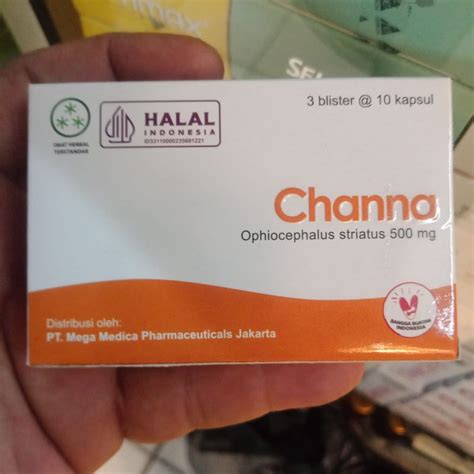 3 blister @ 10 kapsul
OBAT HERBAL
TERSTANDAR
HALAL
INDONESIA
Channa
Ophiocephalus striatus 500 mg
BANGGA BUATAN
INDONESIA
Distribusi oleh:
PT. Mega Medica Pharmaceuticals Jakarta